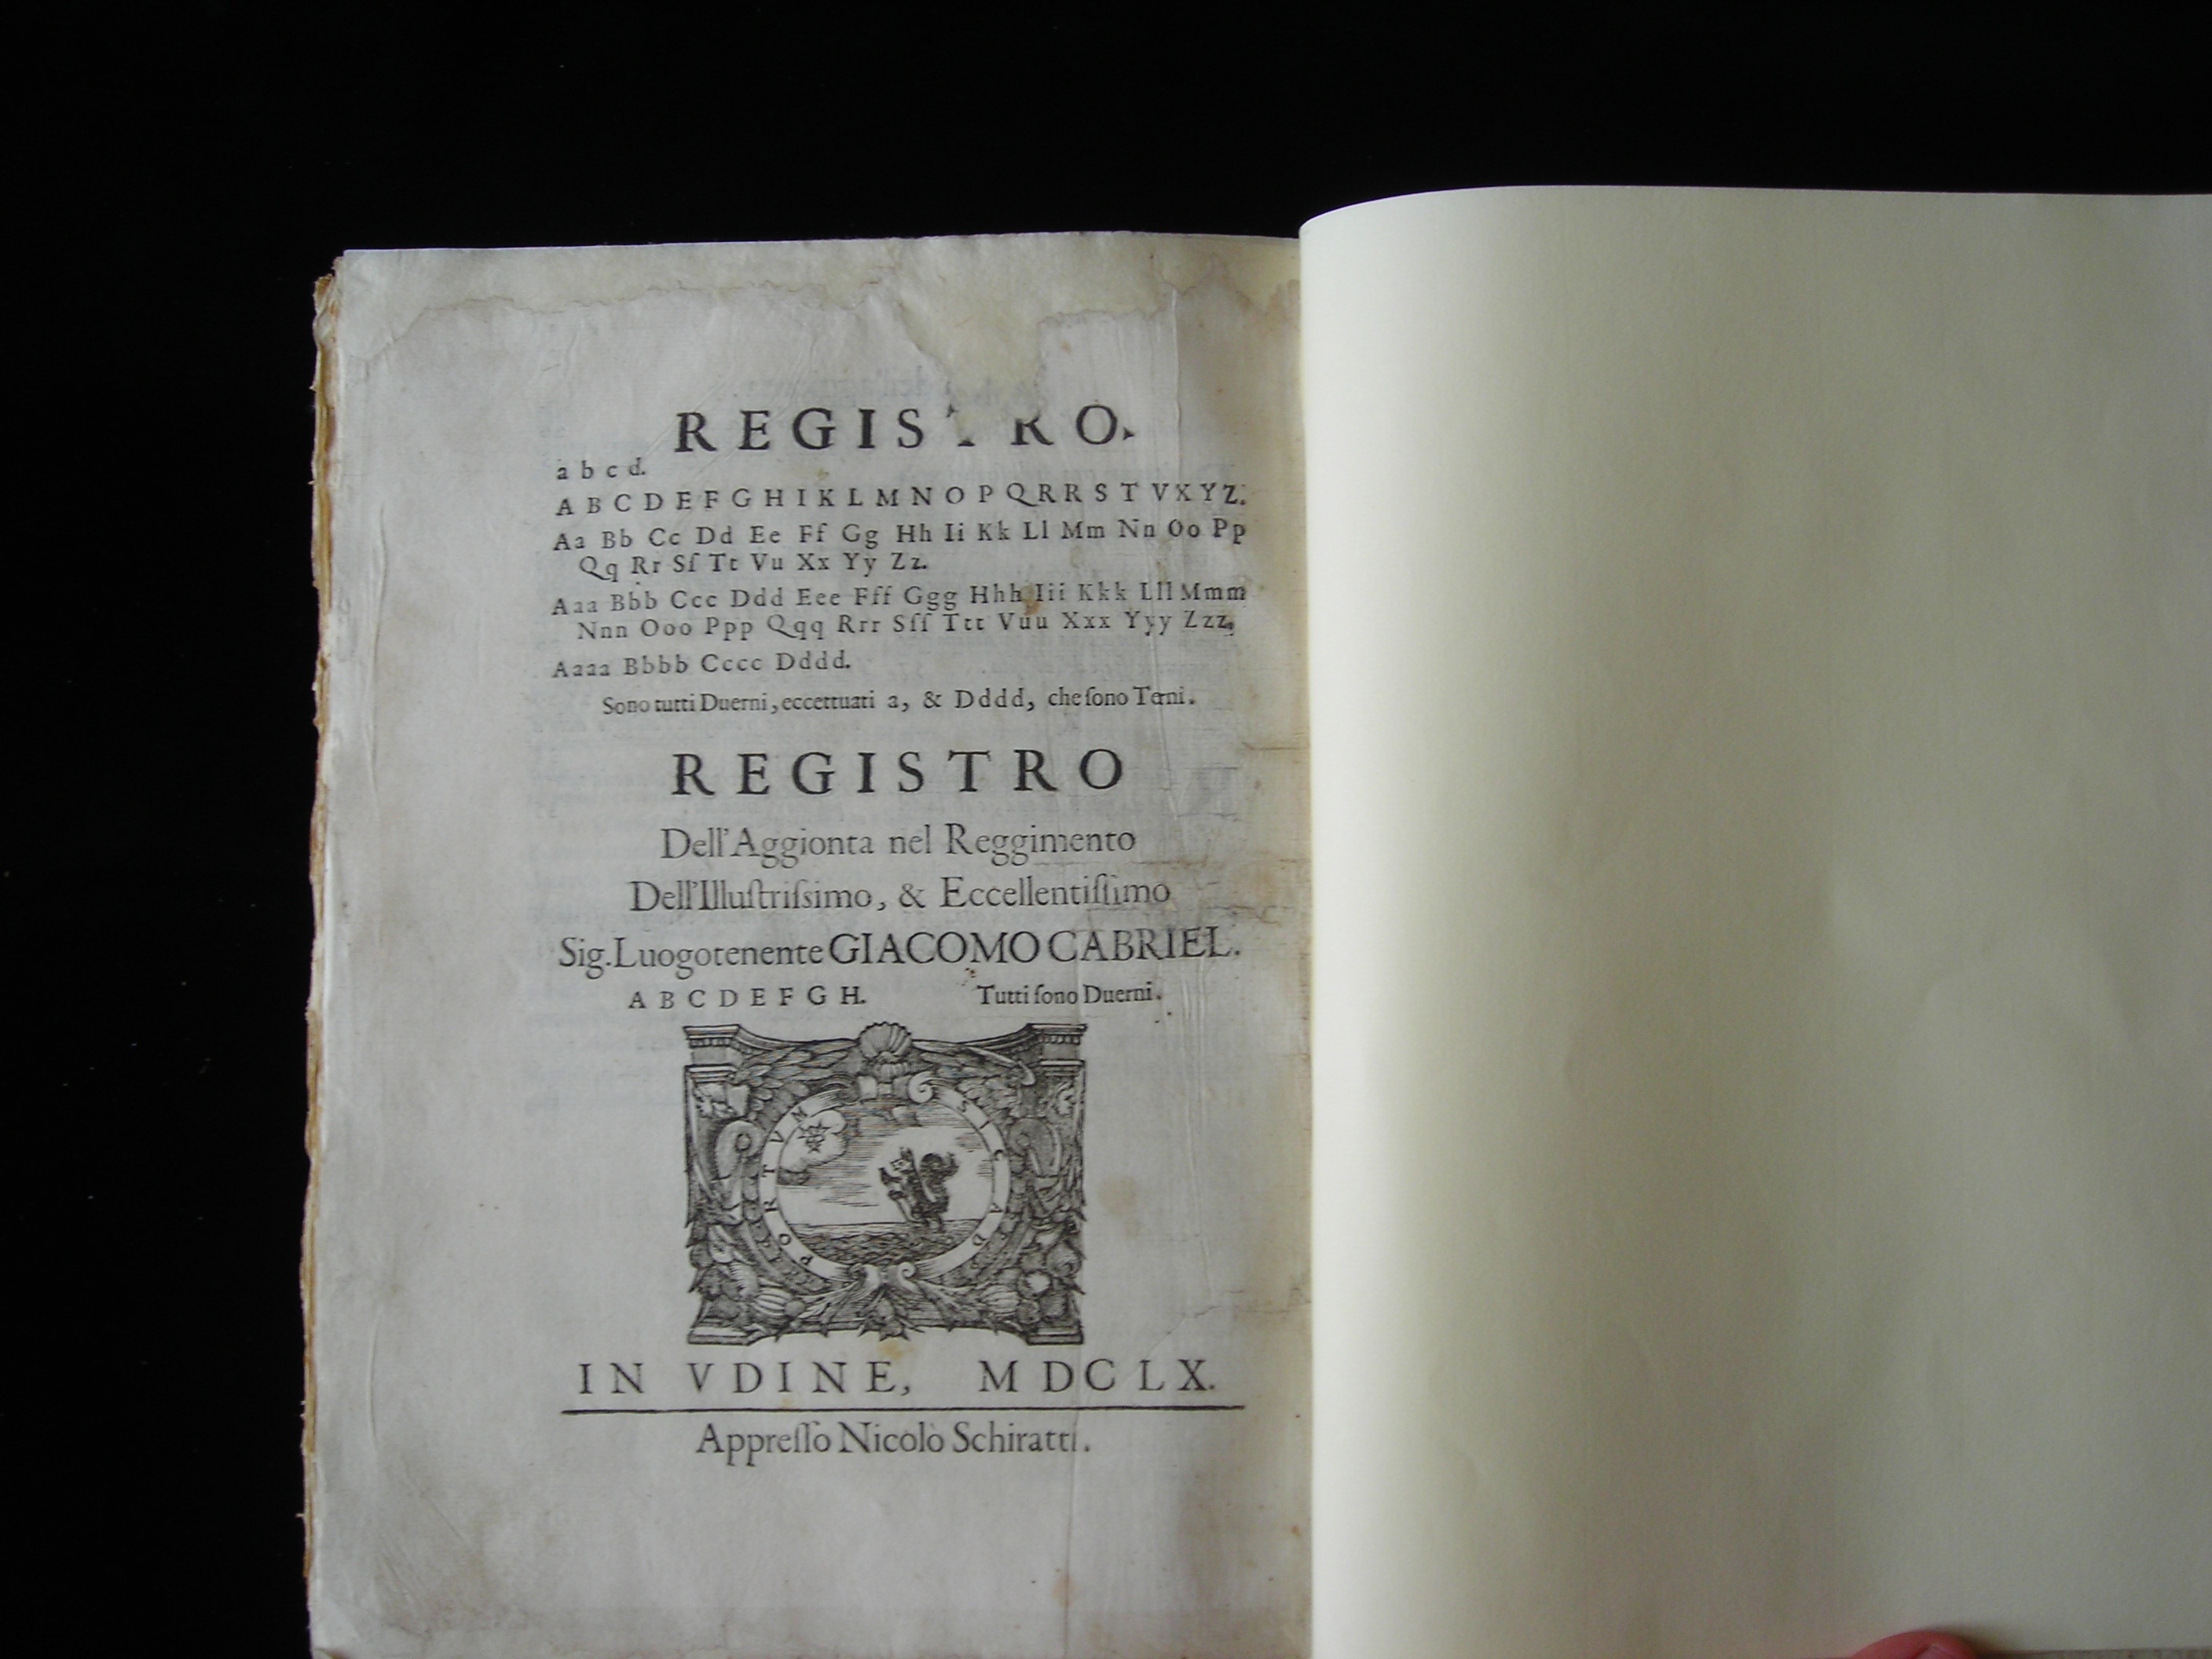 REGISTRO.
a b c d.
A B C D E F G H I K L M N O P Q R R S T V X Y Z.
Aa Bb Cc Dd Ee Ff Gg Hh Ii Kk Ll Mm Nn Oo Pp
Qq Rr Sſ Tt Vu Xx Yy Zz.
Aaa Bbb Ccc Ddd Eee Fff Ggg Hhh Iii Kkk Lll Mmm
Nnn Ooo Ppp Qqq Rrr Sſſ Ttt Vuu Xxx Yyy Zzz.
Aaaa Bbbb Cccc Dddd.
Sono tutti Duerni, eccettuati a, & Dddd, che ſono Terni.
REGISTRO
Dell'Aggionta nel Reggimento
Dell'Illuſtriſsimo, & Eccellentiſſimo
Sig. Luogotenente GIACOMO CABRIEL.
A B C D E F G H. Tutti ſono Duerni.
SIC AD
PORTVM
IN VDINE, MDCLX.
Appreſſo Nicolò Schiratti.